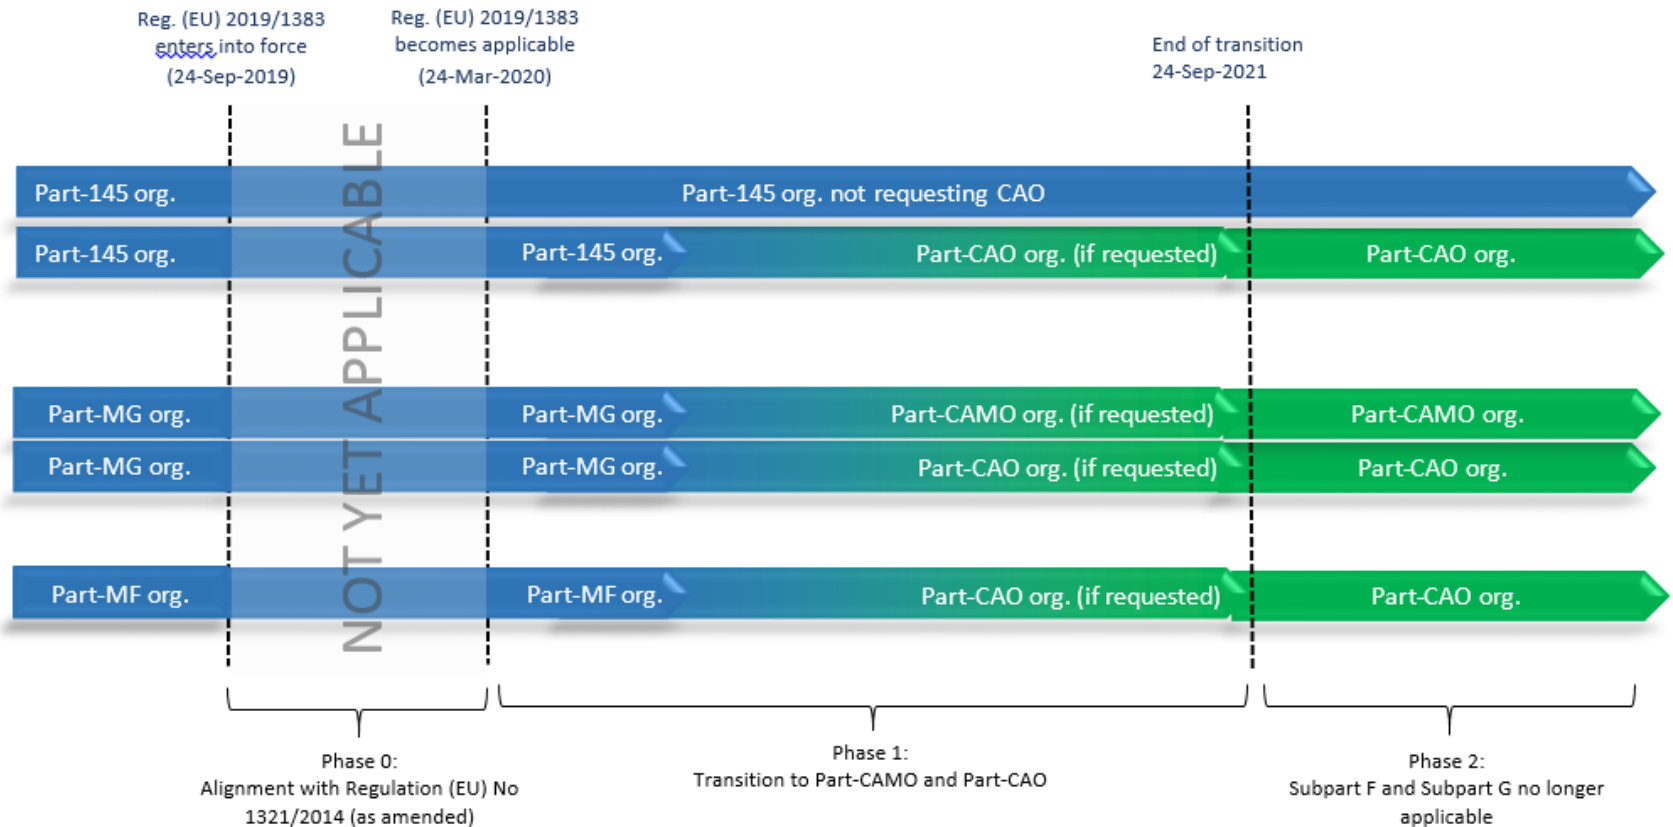 Reg. (EU) 2019/1383
enters into force
(24-Sep-2019)
Reg. (EU) 2019/1383
becomes applicable
(24-Mar-2020)
End of transition
24-Sep-2021
NOT YET APPLICABLE
Part-145 org.
Part-145 org. not requesting CAO
Part-145 org.
Part-145 org.
Part-CAO org. (if requested)
Part-CAO org.
Part-MG org.
Part-MG org.
Part-CAMO org. (if requested)
Part-CAMO org.
Part-MG org.
Part-MG org.
Part-CAO org. (if requested)
Part-CAO org.
Part-MF org.
Part-MF org.
Part-CAO org. (if requested)
Part-CAO org.
Phase 0:
Alignment with Regulation (EU) No
1321/2014 (as amended)
Phase 1:
Transition to Part-CAMO and Part-CAO
Phase 2:
Subpart F and Subpart G no longer
applicable